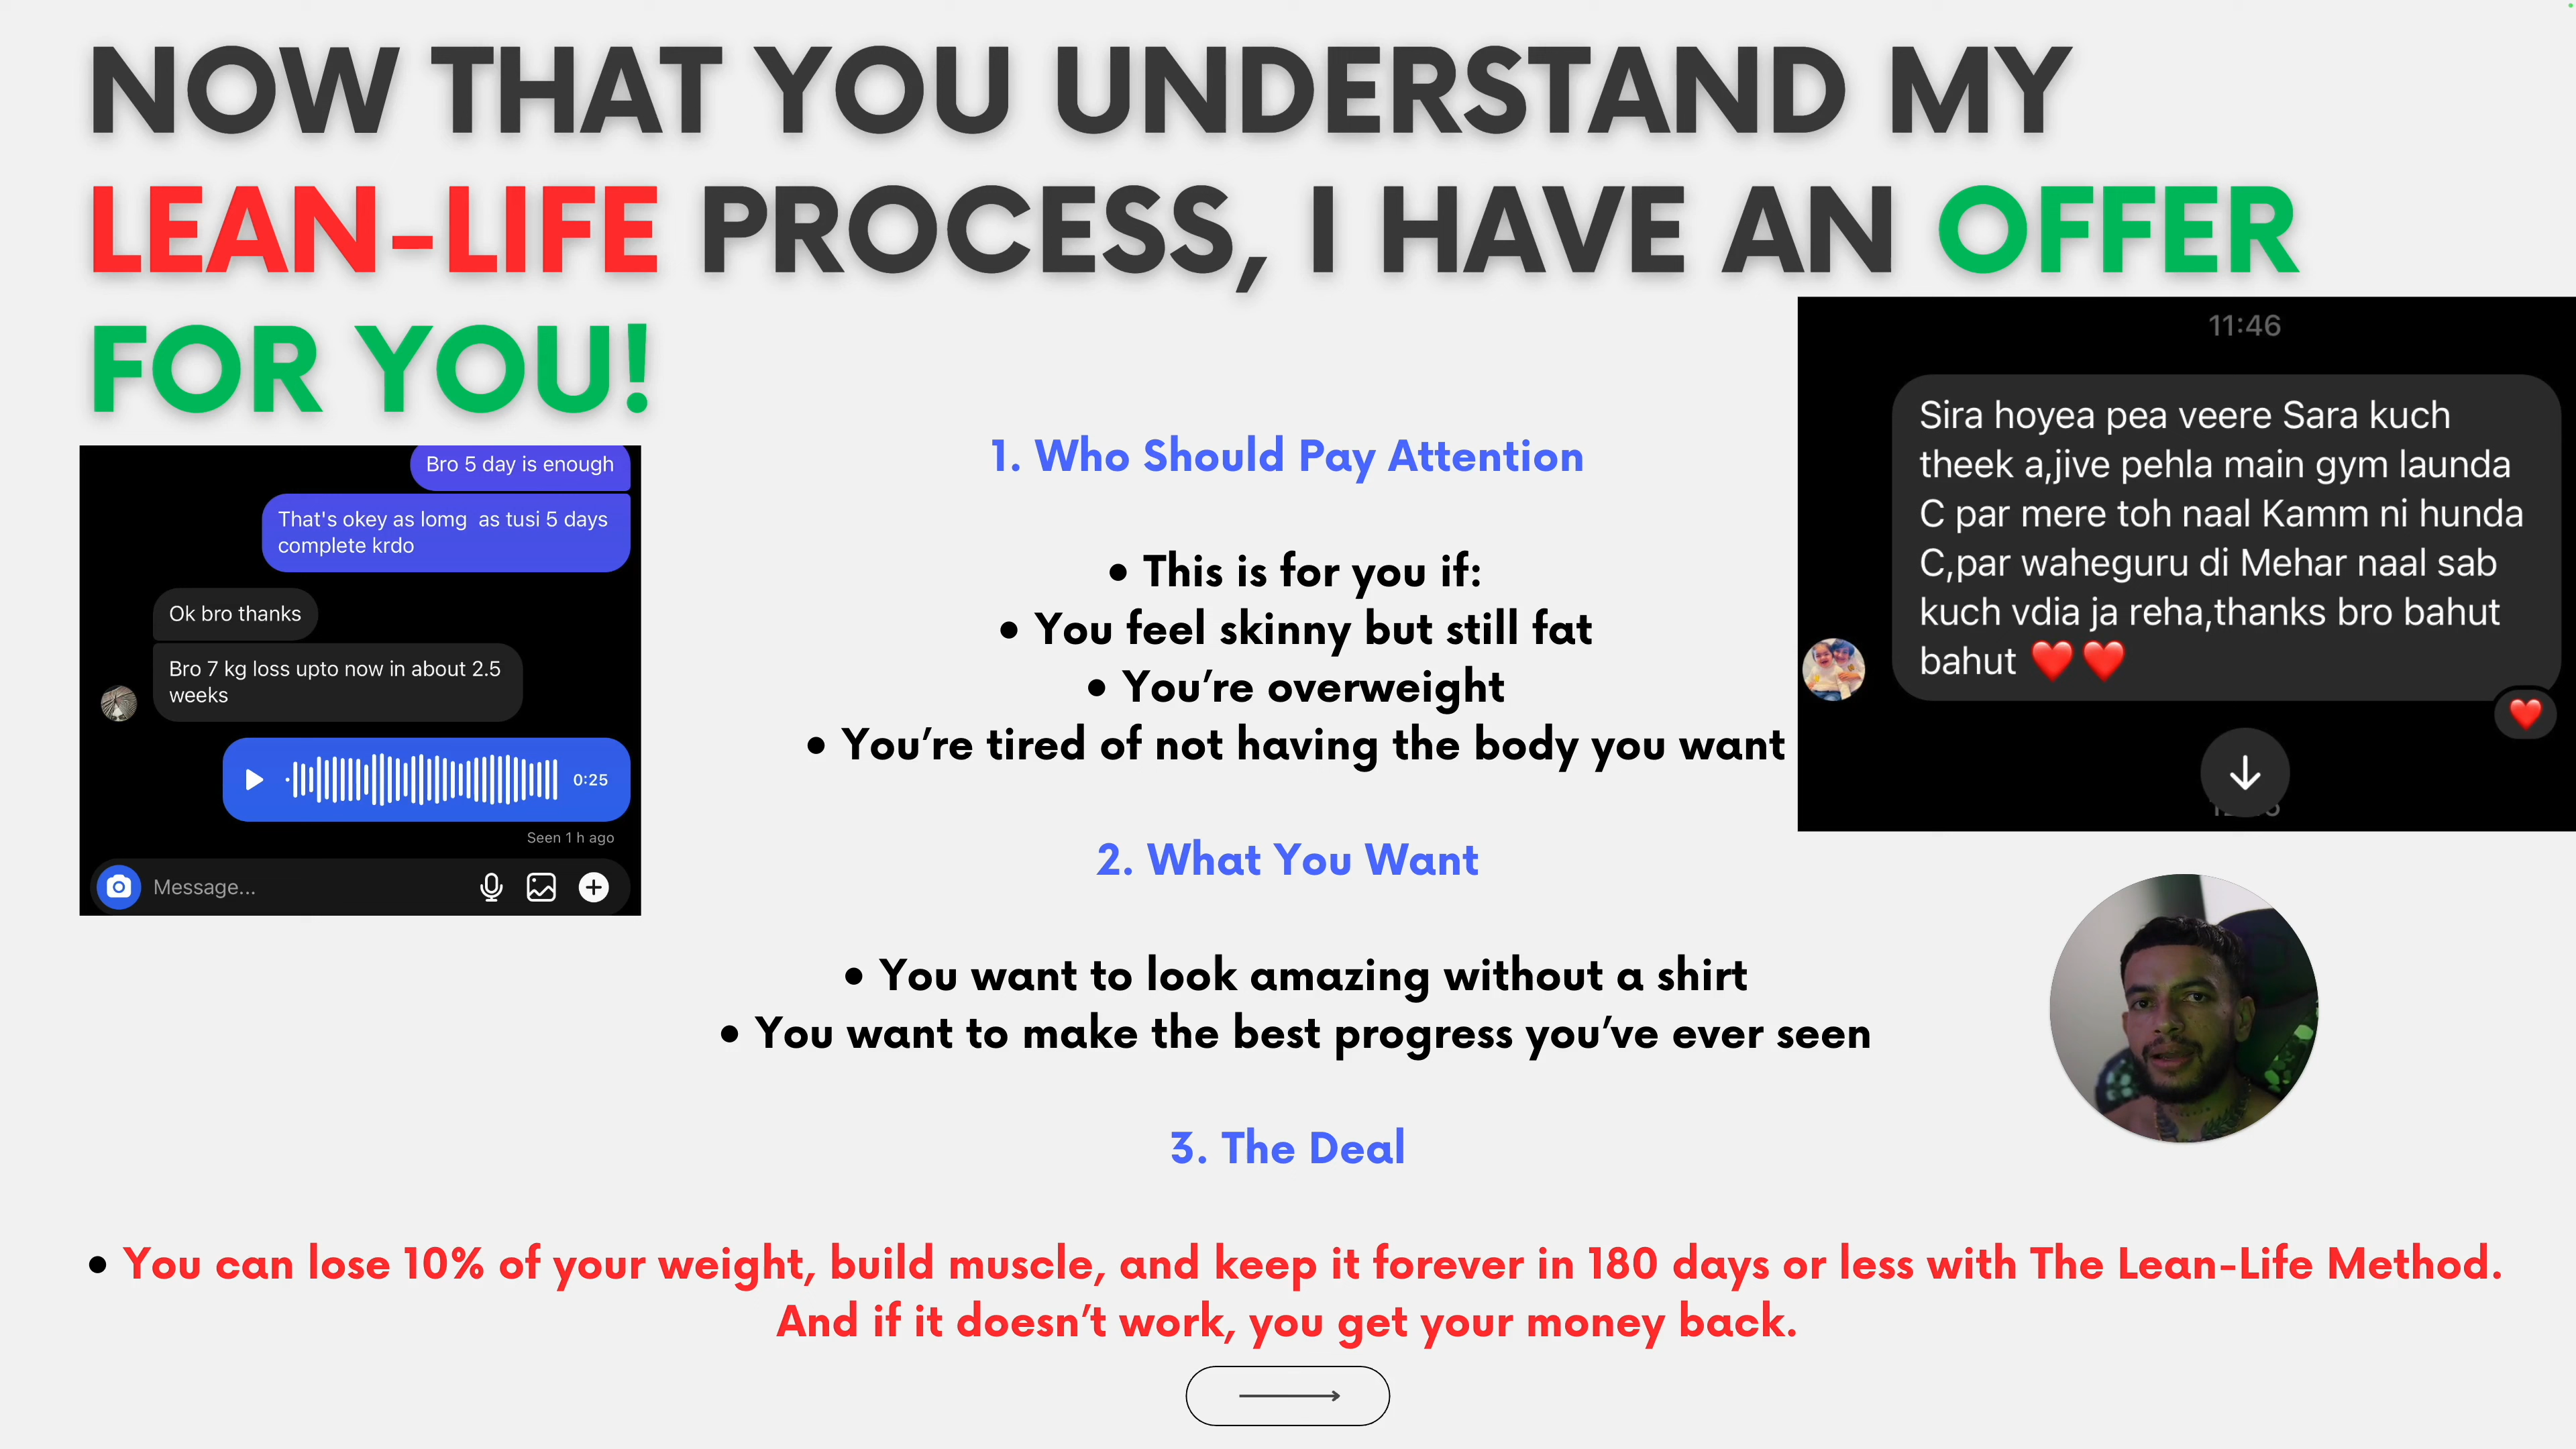 NOW THAT YOU UNDERSTAND MY
LEAN-LIFE PROCESS, I HAVE AN OFFER
FOR YOU!
Bro 5 day is enough
That's okey as lomg as tusi 5 days
complete krdo
Ok bro thanks
Bro 7 kg loss upto now in about 2.5
weeks
0:25
Seen 1 h ago
Message...
1. Who Should Pay Attention
• This is for you if:
• You feel skinny but still fat
• You're overweight
• You're tired of not having the body you want
2. What You Want
• You want to look amazing without a shirt
• You want to make the best progress you've ever seen
3. The Deal
• You can lose 10% of your weight, build muscle, and keep it forever in 180 days or less with The Lean-Life Method.
And if it doesn't work, you get your money back.
11:46
Sira hoyea pea veere Sara kuch
theek a,jive pehla main gym launda
C par mere toh naal Kamm ni hunda
C,par waheguru di Mehar naal sab
kuch vdia ja reha,thanks bro bahut
bahut ❤️❤️